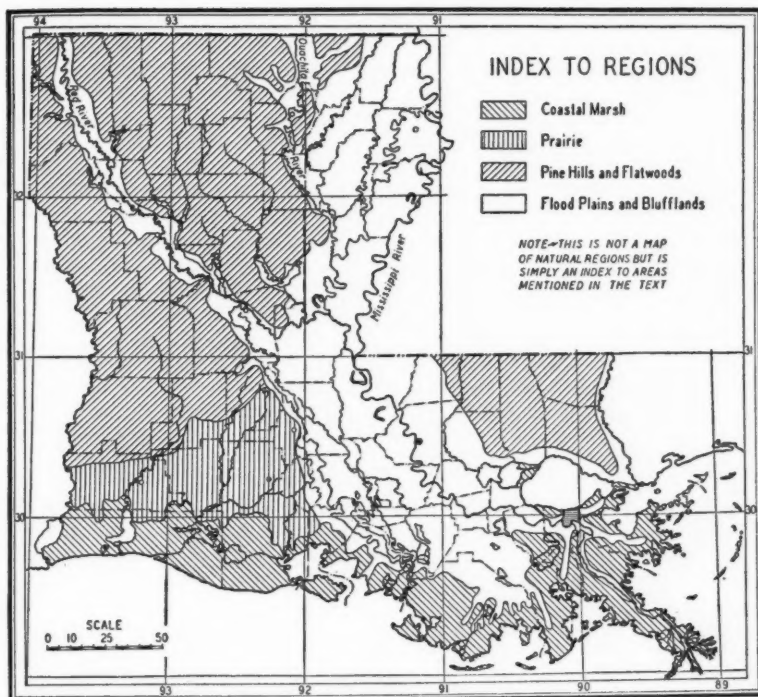 94 93 92 91
INDEX TO REGIONS
Coastal Marsh
Prairie
Pine Hills and Flatwoods
Flood Plains and Blufflands
NOTE—THIS IS NOT A MAP
OF NATURAL REGIONS BUT IS
SIMPLY AN INDEX TO AREAS
MENTIONED IN THE TEXT
Ouachita
River
Red River
Mississippi River
32
31 31
30 30
SCALE
0 10 25 50
93 92 91 90 89